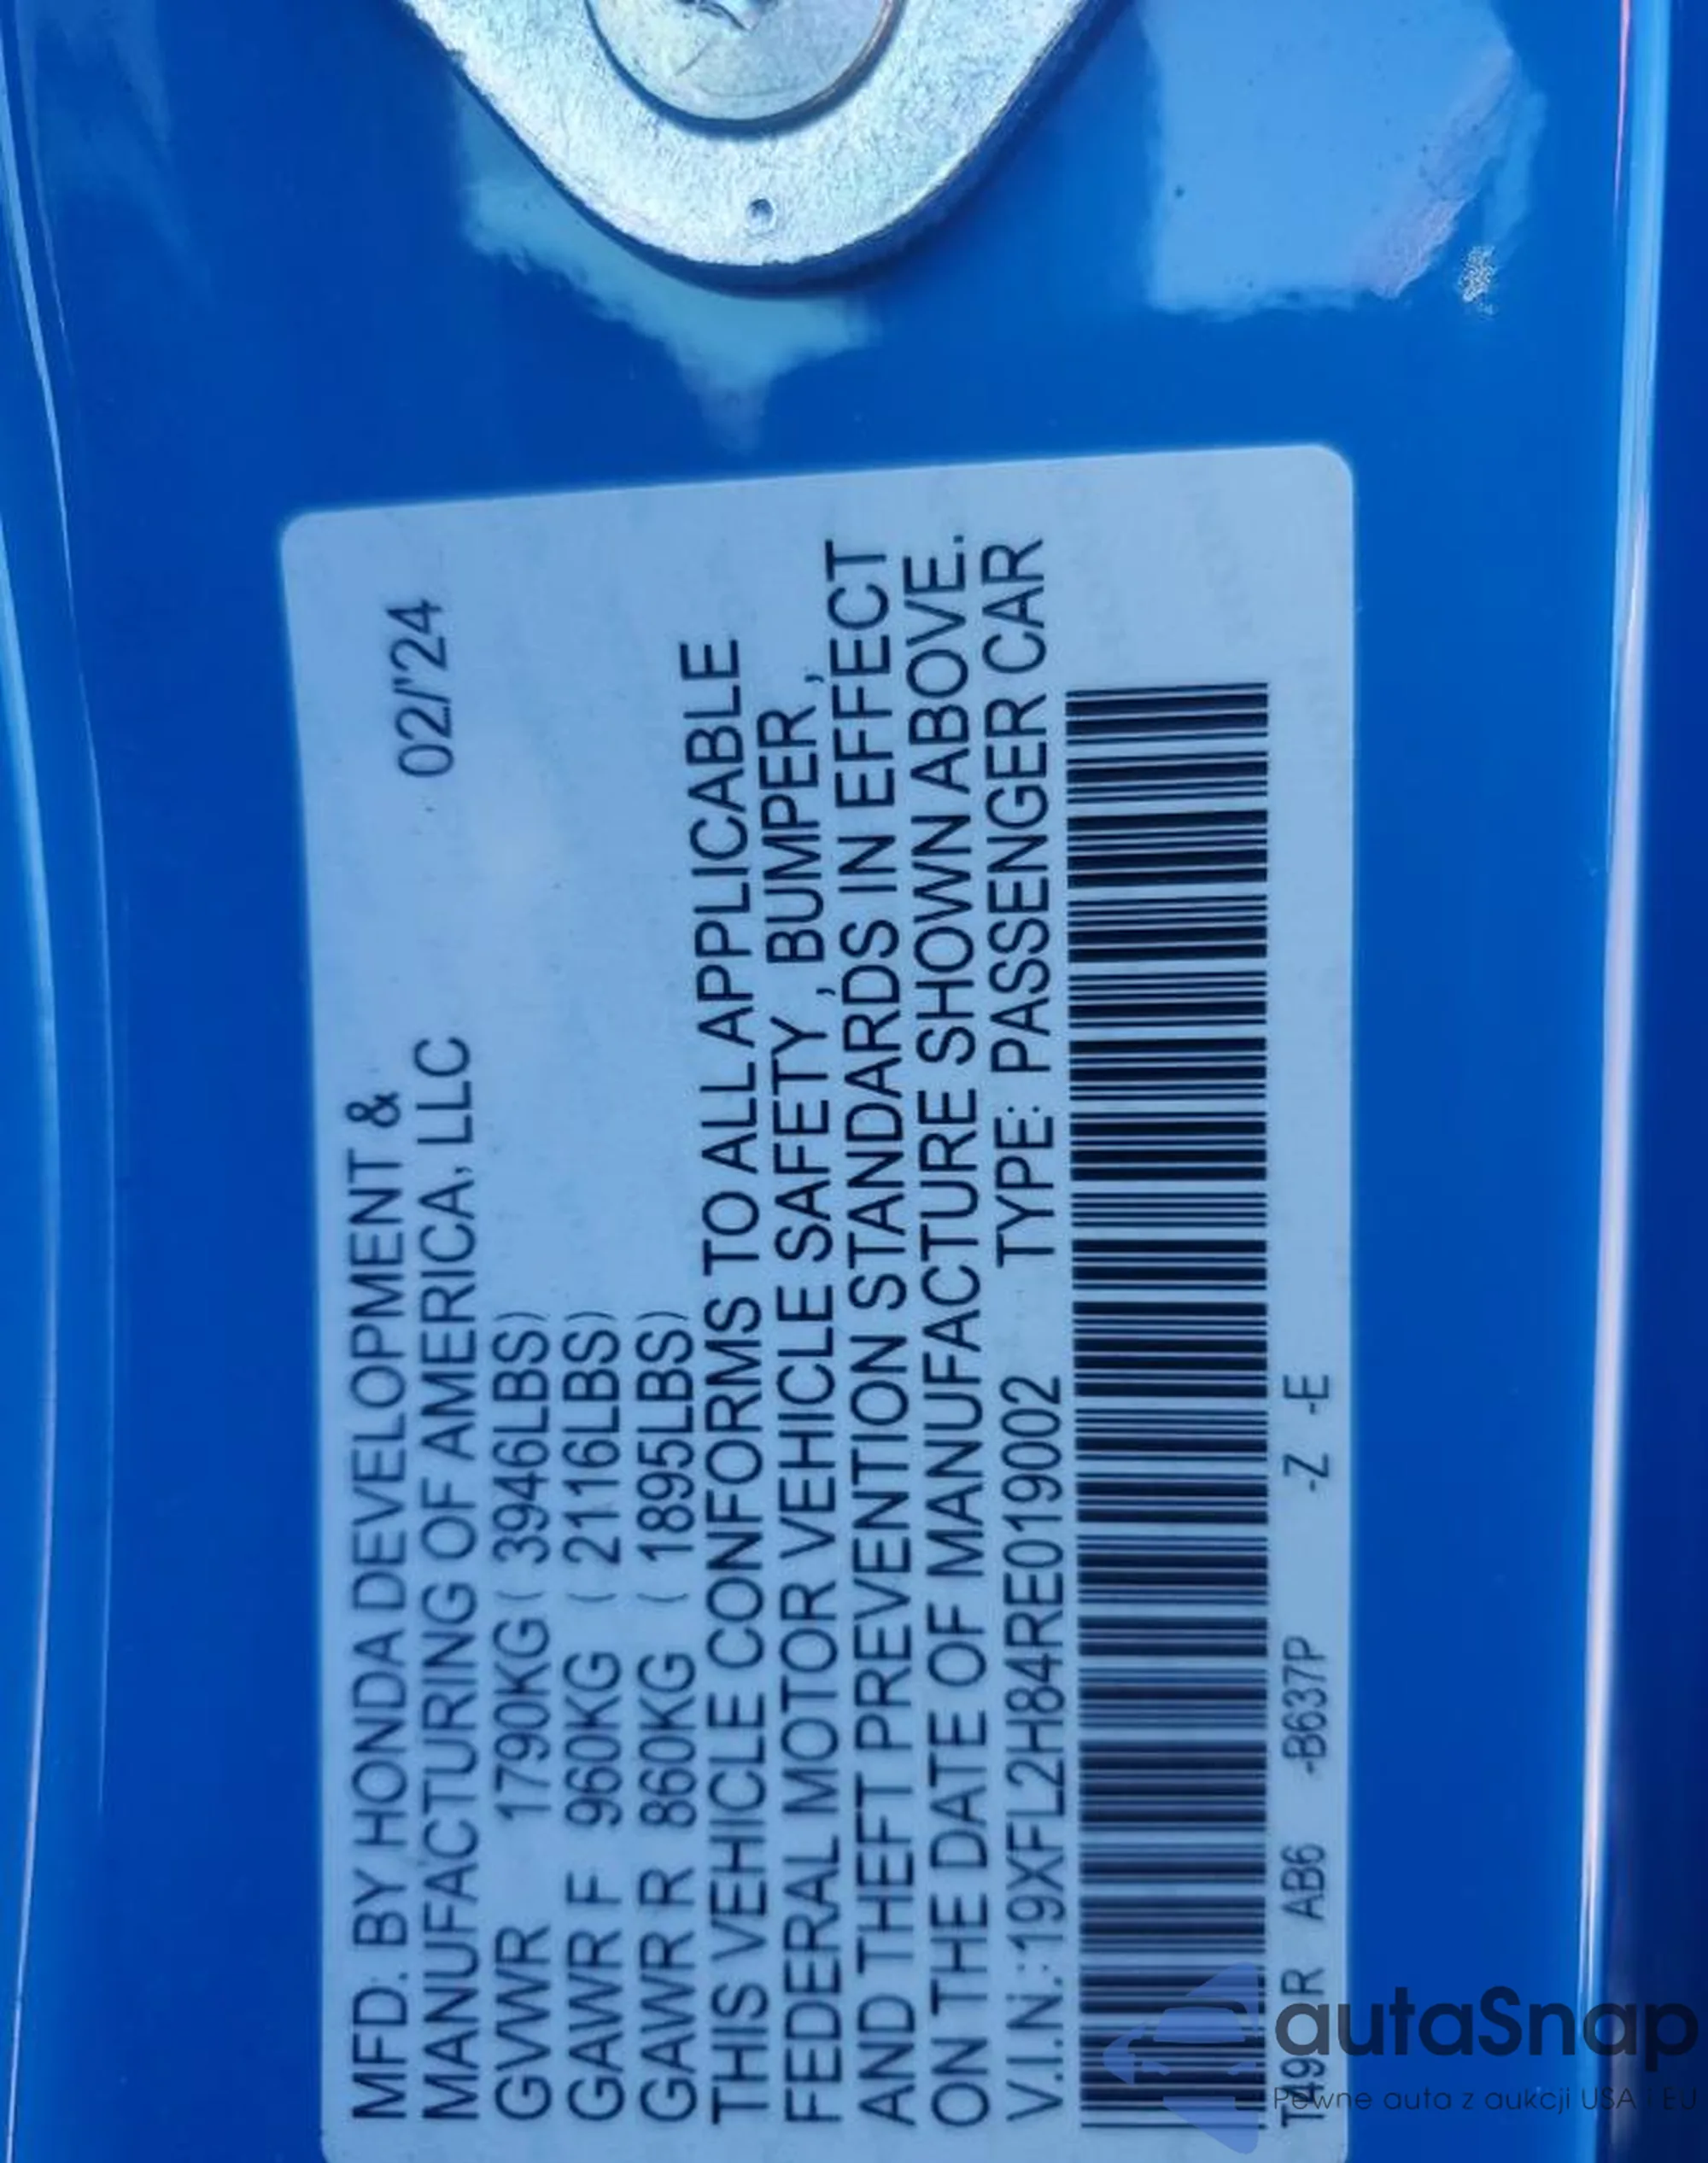 MFD. BY HONDA DEVELOPMENT & 02/'24
MANUFACTURING OF AMERICA, LLC
GVWR 1790KG ( 3946LBS)
GAWR F 960KG ( 2116LBS)
GAWR R 860KG ( 1895LBS)
THIS VEHICLE CONFORMS TO ALL APPLICABLE
FEDERAL MOTOR VEHICLE SAFETY , BUMPER ,
AND THEFT PREVENTION STANDARDS IN EFFECT
ON THE DATE OF MANUFACTURE SHOWN ABOVE.
V.I.N.:19XFL2H84RE019002 TYPE: PASSENGER CAR
R AB6 -B637P -Z -E
autaSnap
Pewne auta z aukcji USA i EU